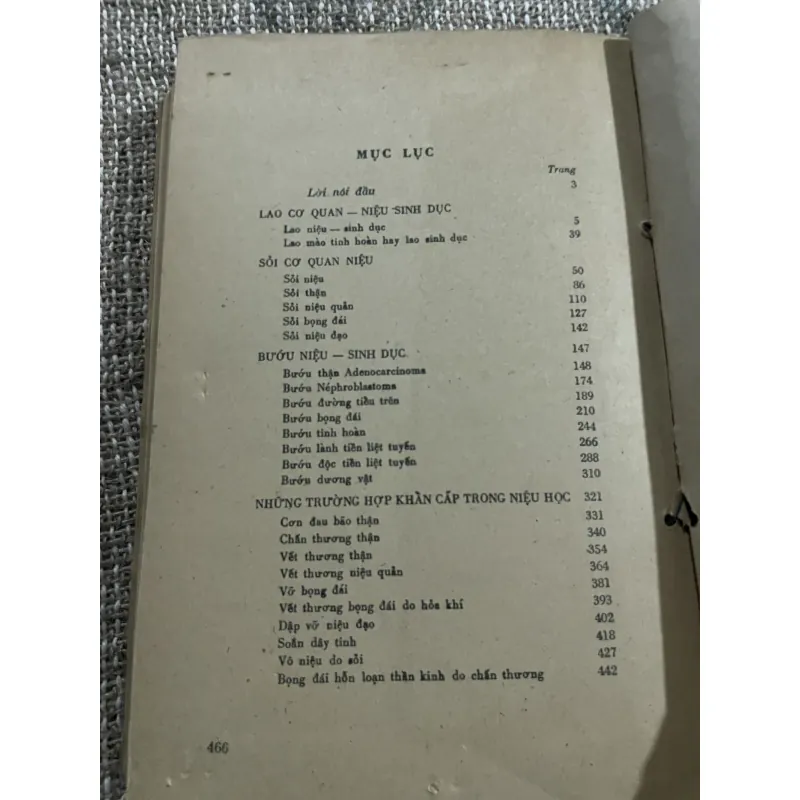 MỤC LỤC
Trang
Lời nói đầu 3
LAO CƠ QUAN — NIỆU SINH DỤC
Lao niệu — sinh dục 5
Lao mào tinh hoàn hay lao sinh dục 39
SỎI CƠ QUAN NIỆU
Sỏi niệu 50
Sỏi thận 86
Sỏi niệu quản 110
Sỏi bọng đái 127
Sỏi niệu đạo 142
BƯỚU NIỆU — SINH DỤC 147
Bướu thận Adenocarcinoma 148
Bướu Néphroblastoma 174
Bướu đường tiểu trên 189
Bướu bọng đái 210
Bướu tinh hoàn 244
Bướu lành tiền liệt tuyến 266
Bướu độc tiền liệt tuyến 288
Bướu dương vật 310
NHỮNG TRƯỜNG HỢP KHẨN CẤP TRONG NIỆU HỌC 321
Cơn đau bão thận 331
Chấn thương thận 340
Vết thương thận 354
Vết thương niệu quản 364
Vỡ bọng đái 381
Vết thương bọng đái do hỏa khí 393
Dập vỡ niệu đạo 402
Soắn dây tinh 418
Vô niệu do sỏi 427
Bọng đái hỗn loạn thần kinh do chấn thương 442
466